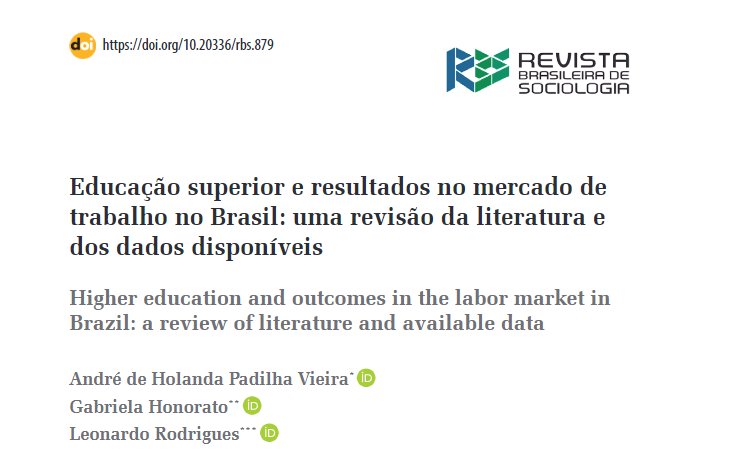 doi https://doi.org/10.20336/rbs.879
REVISTA
BRASILEIRA DE
SOCIOLOGIA
Educação superior e resultados no mercado de
trabalho no Brasil: uma revisão da literatura e
dos dados disponíveis
Higher education and outcomes in the labor market in
Brazil: a review of literature and available data
André de Holanda Padilha Vieira* iD
Gabriela Honorato** iD
Leonardo Rodrigues*** iD